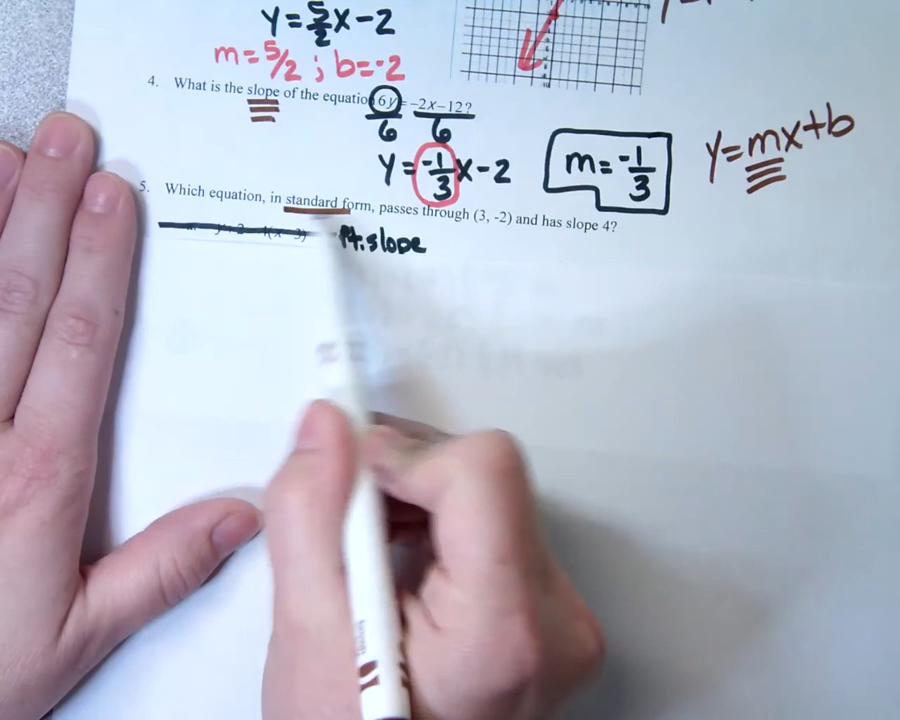 y = 5/2 x - 2
m = 5/2 ; b = -2
4. What is the slope of the equation 6y = -2x - 12?
6 6
y = -1/3 x - 2
m = -1/3
y = mx + b
5. Which equation, in standard form, passes through (3, -2) and has slope 4?
Pt. slope